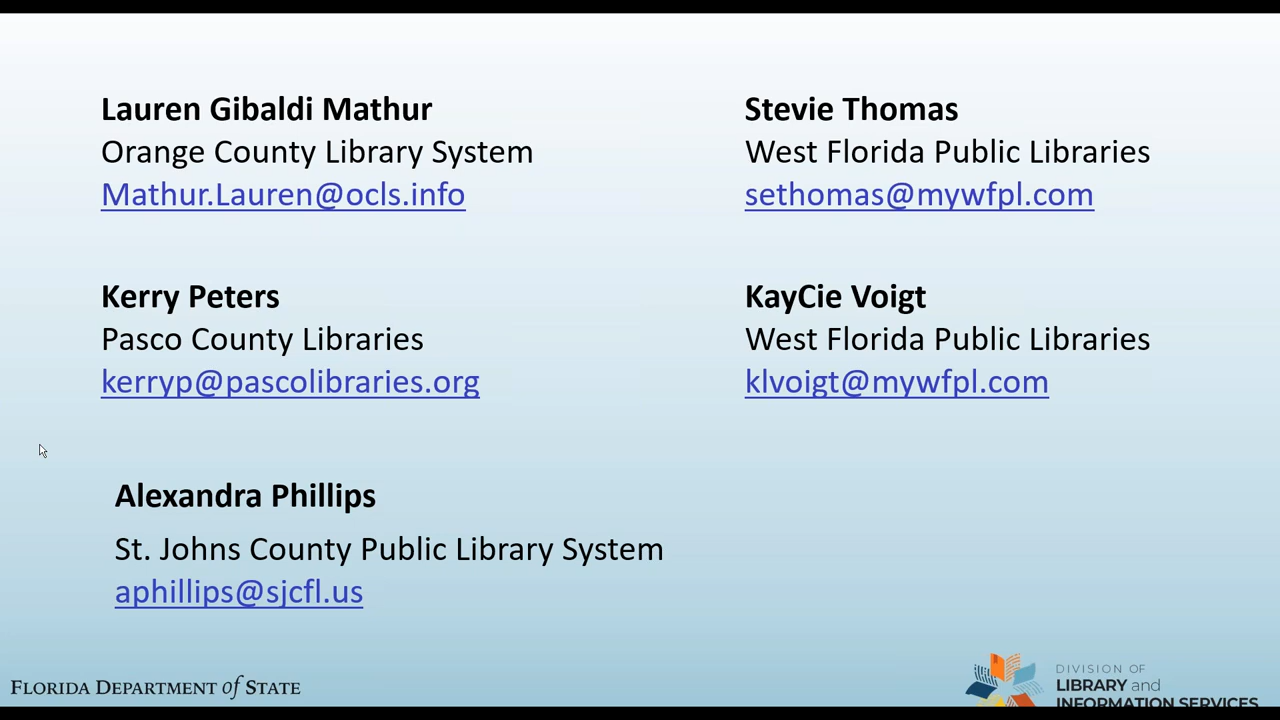 Lauren Gibaldi Mathur
Orange County Library System
Mathur.Lauren@ocls.info
Stevie Thomas
West Florida Public Libraries
sethomas@mywfpl.com
Kerry Peters
Pasco County Libraries
kerryp@pascolibraries.org
KayCie Voigt
West Florida Public Libraries
klvoigt@mywfpl.com
Alexandra Phillips
St. Johns County Public Library System
aphillips@sjcfl.us
FLORIDA DEPARTMENT of STATE
DIVISION OF
LIBRARY and
INFORMATION SERVICES